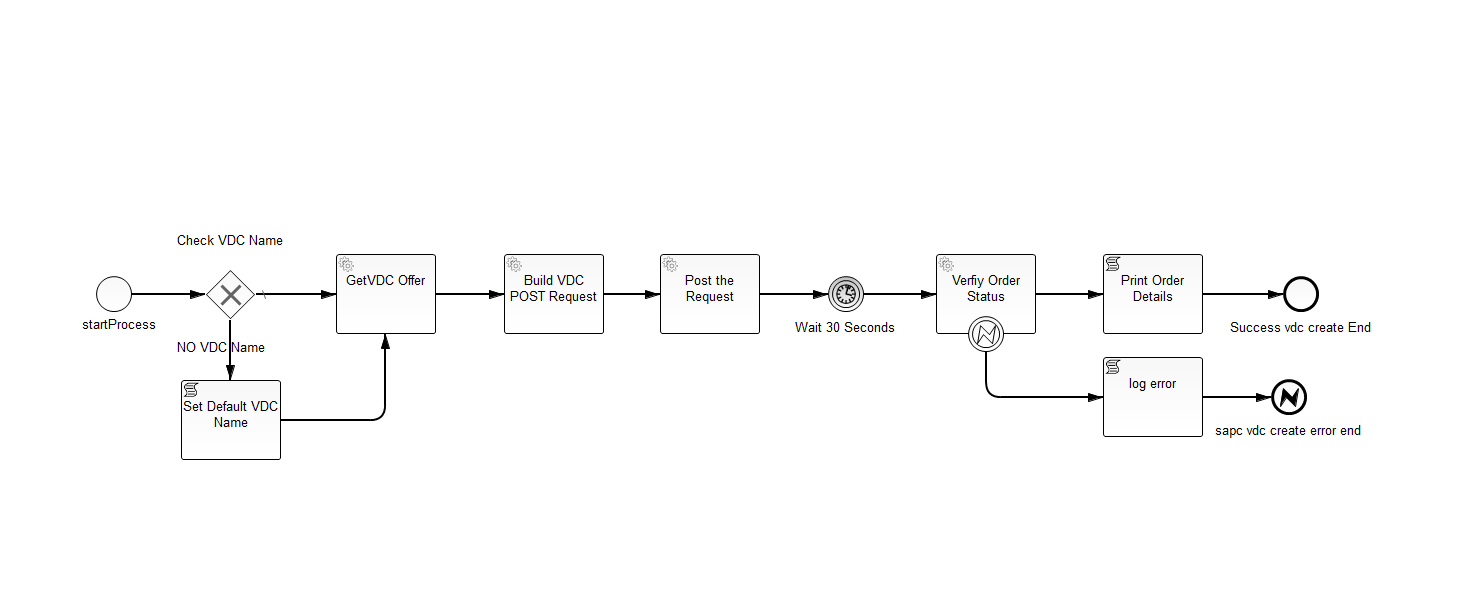 Check VDC Name
startProcess
NO VDC Name
Set Default VDC
Name
GetVDC Offer
Build VDC
POST Request
Post the
Request
Wait 30 Seconds
Verfiy Order
Status
Print Order
Details
Success vdc create End
log error
sapc vdc create error end